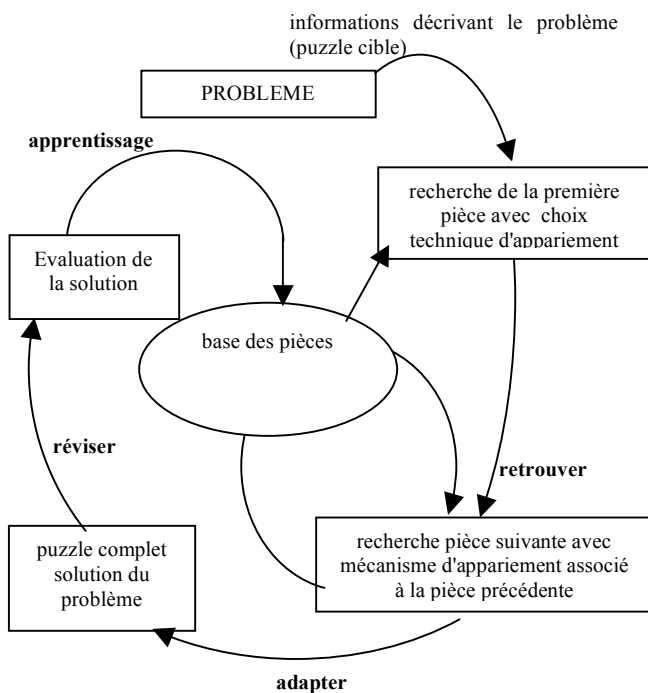 informations décrivant le problème
(puzzle cible)
PROBLEME
apprentissage
recherche de la première
pièce avec choix
technique d'appariement
Evaluation de
la solution
base des pièces
réviser
retrouver
puzzle complet
solution du
problème
recherche pièce suivante avec
mécanisme d'appariement associé
à la pièce précédente
adapter